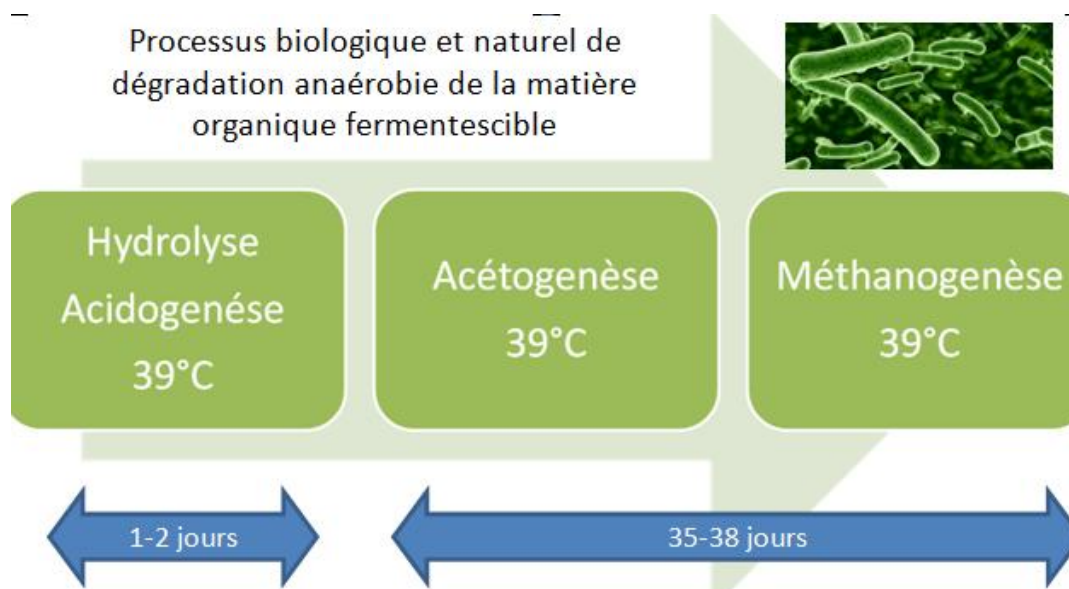 Processus biologique et naturel de
dégradation anaérobie de la matière
organique fermentescible
Hydrolyse
Acidogenése
39°C
Acétogenèse
39°C
Méthanogenèse
39°C
1-2 jours
35-38 jours